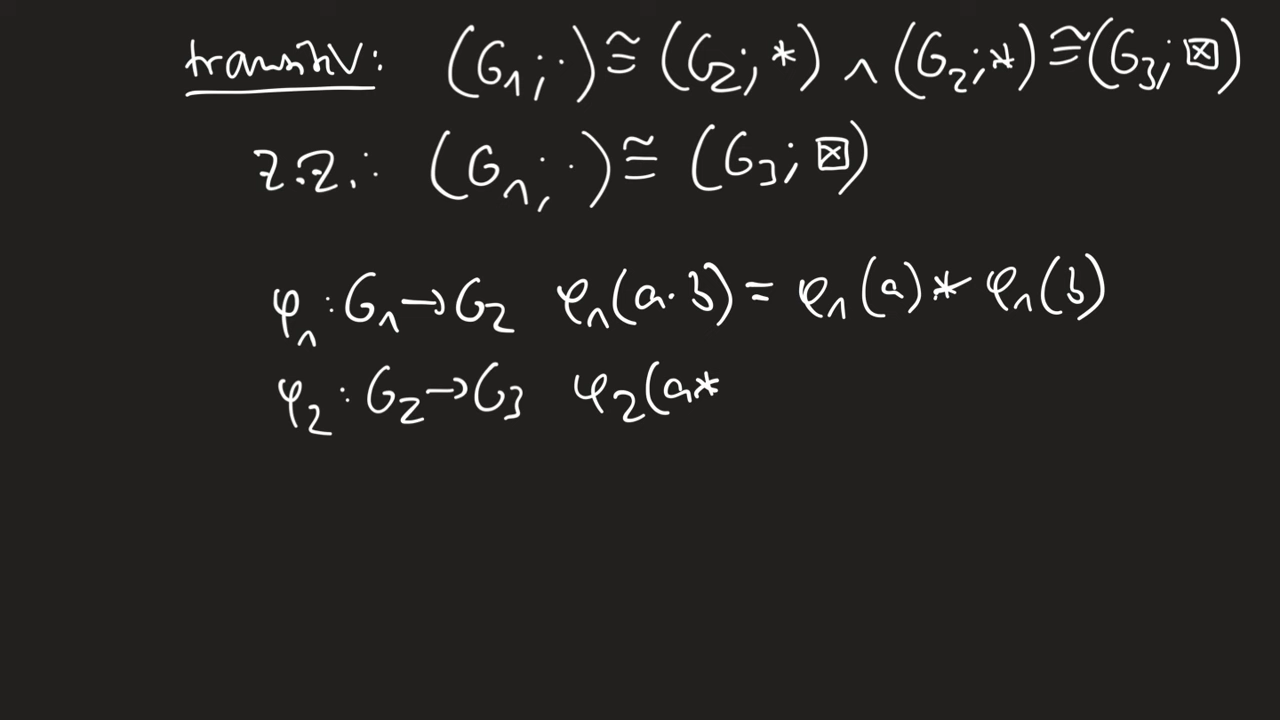 transitiv: (G₁; ·) ≅ (G₂; *) ∧ (G₂; *) ≅ (G₃; ⊠)
z.z.: (G₁; ·) ≅ (G₃; ⊠)
φ₁ : G₁ → G₂ φ₁(a · b) = φ₁(a) * φ₁(b)
φ₂ : G₂ → G₃ φ₂(a *